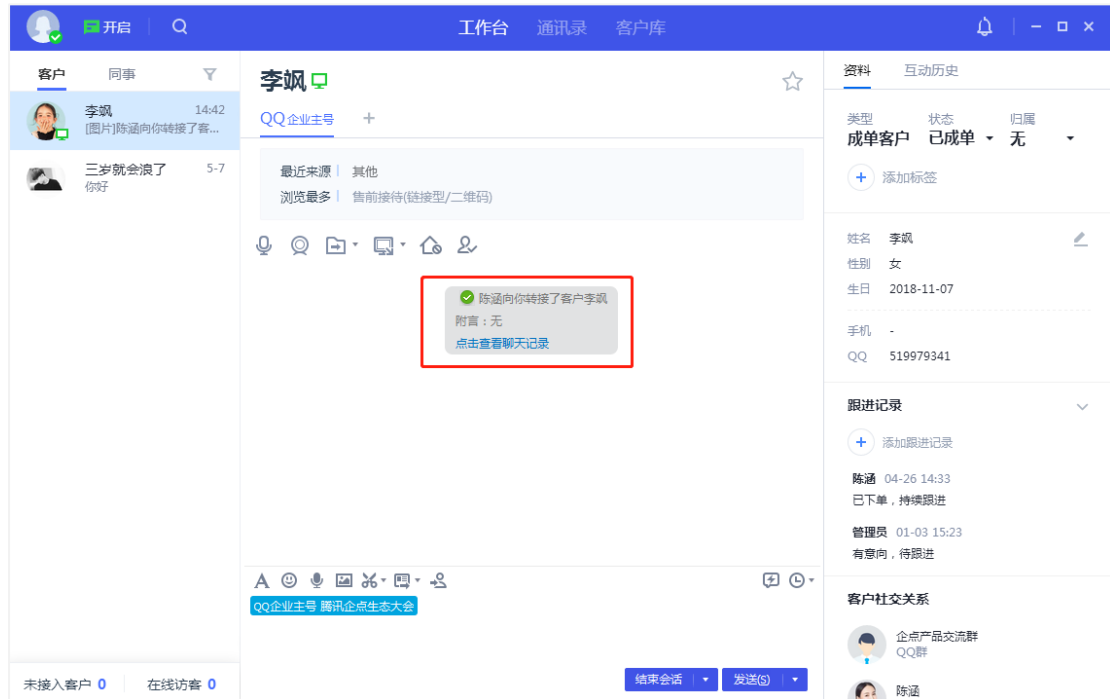 开启
工作台 通讯录 客户库
客户 同事
李飒 14:42
[图片]陈涵向你转接了客...
三岁就会浪了 5-7
你好
未接入客户 0 在线访客 0
李飒
QQ企业主号 +
最近来源 其他
浏览最多 售前接待(链接型/二维码)
陈涵向你转接了客户李飒
附言：无
点击查看聊天记录
QQ企业主号 腾讯企点生态大会
结束会话 发送(S)
资料 互动历史
类型 状态 归属
成单客户 已成单 无
+ 添加标签
姓名 李飒
性别 女
生日 2018-11-07
手机 -
QQ 519979341
跟进记录
+ 添加跟进记录
陈涵 04-26 14:33
已下单，持续跟进
管理员 01-03 15:23
有意向，待跟进
客户社交关系
企点产品交流群
QQ群
陈涵